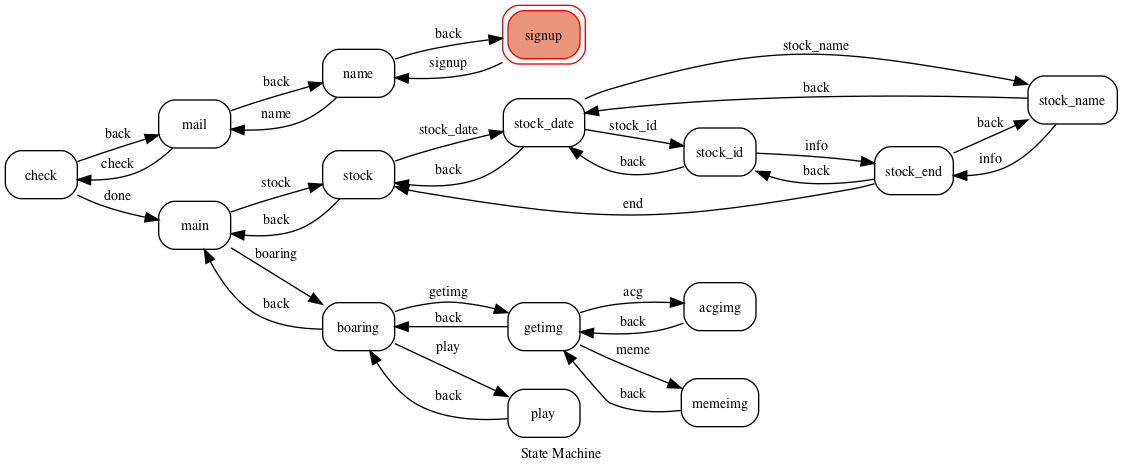 back
signup
signup
name
back
name
mail
back
check
check
back
done
main
stock
back
stock
stock_date
back
stock_date
stock_name
back
stock_name
stock_id
back
stock_id
info
back
stock_end
back
info
end
boaring
back
boaring
getimg
back
getimg
acg
back
acgimg
meme
back
memeimg
play
back
play
State Machine